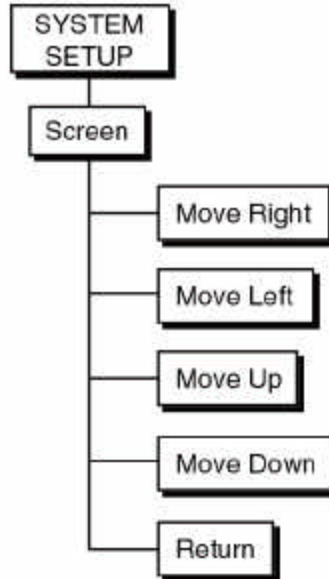 SYSTEM
SETUP
Screen
Move Right
Move Left
Move Up
Move Down
Return